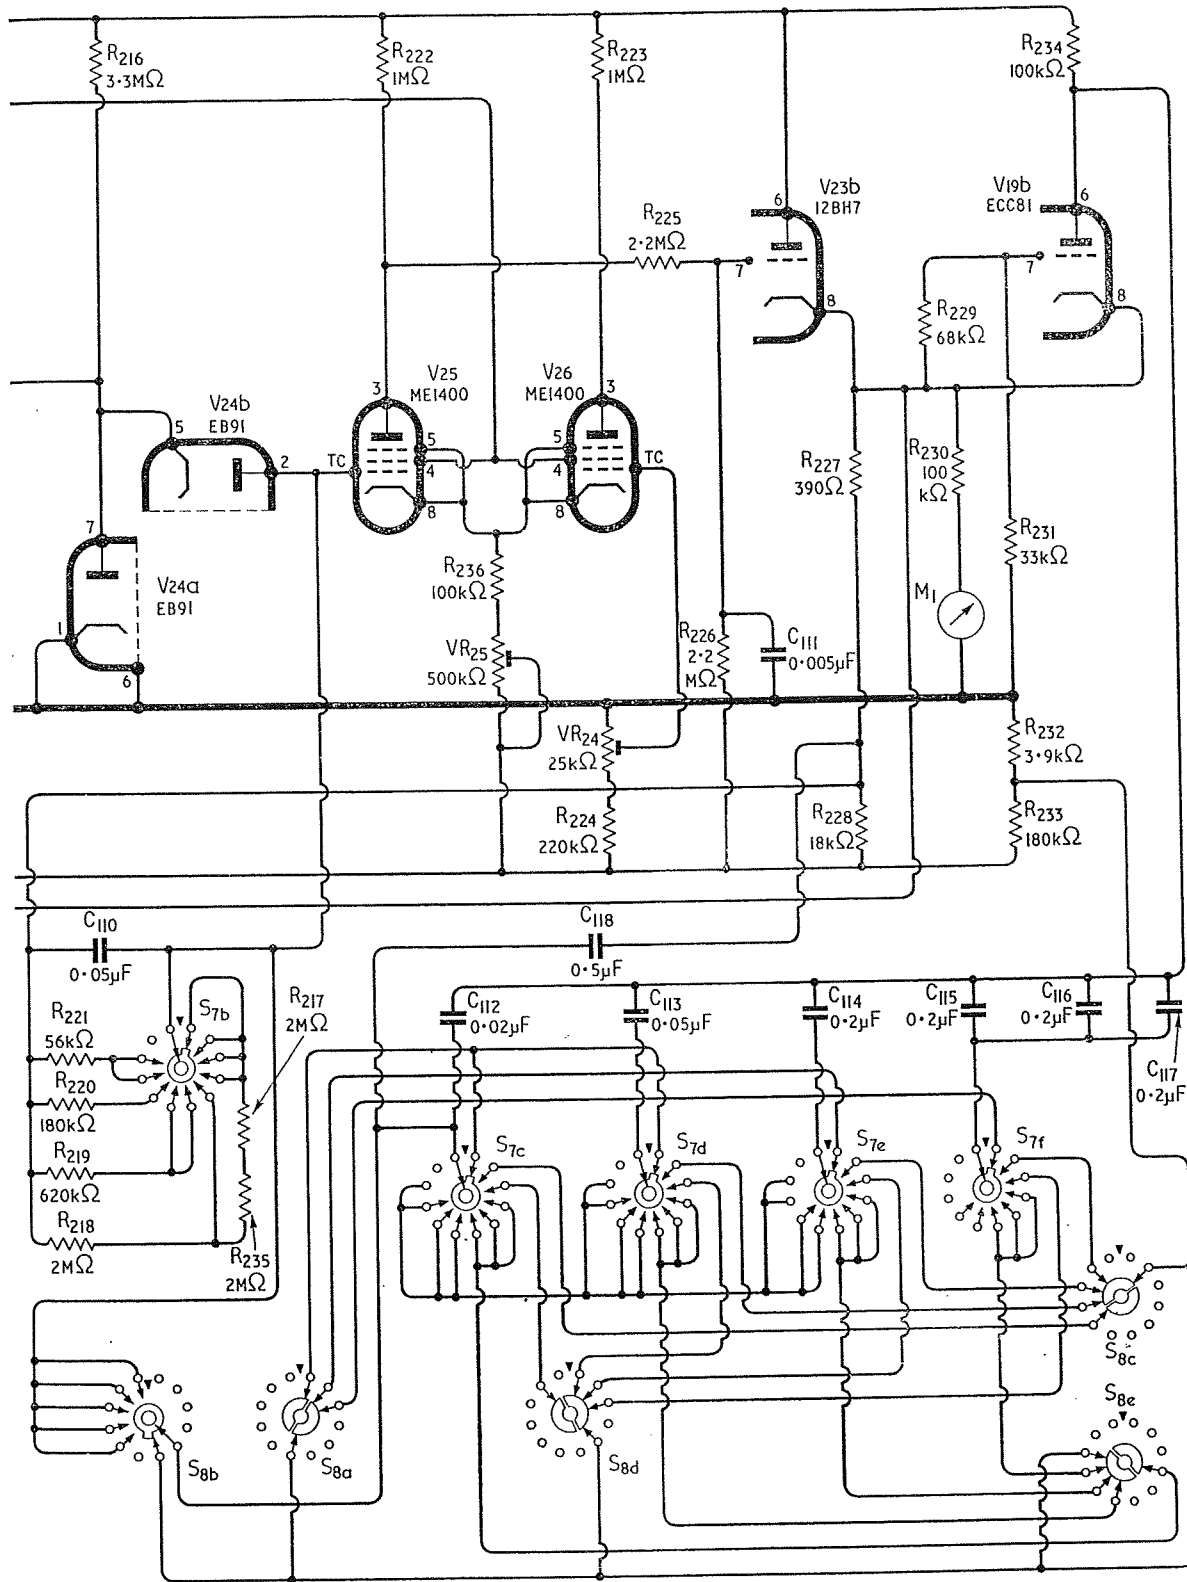 R216
3·3MΩ
R222
1MΩ
R223
1MΩ
R234
100kΩ
V23b
12BH7
6
7
8
V19b
ECC81
6
7
8
R225
2·2MΩ
R229
68kΩ
V24b
EB91
5
2
V25
ME1400
3
TC
5
4
8
V26
ME1400
3
5
4
8
TC
R227
390Ω
R230
100
kΩ
R231
33kΩ
7
V24a
EB91
1
6
R236
100kΩ
M1
VR25
500kΩ
R226
2·2
MΩ
C111
0·005µF
VR24
25kΩ
R232
3·9kΩ
R224
220kΩ
R228
18kΩ
R233
180kΩ
C110
0·05µF
C118
0·5µF
R217
2MΩ
S7b
R221
56kΩ
R220
180kΩ
R219
620kΩ
R218
2MΩ
R235
2MΩ
C112
0·02µF
C113
0·05µF
C114
0·2µF
C115
0·2µF
C116
0·2µF
C117
0·2µF
S7c
S7d
S7e
S7f
S8c
S8e
S8b
S8a
S8d